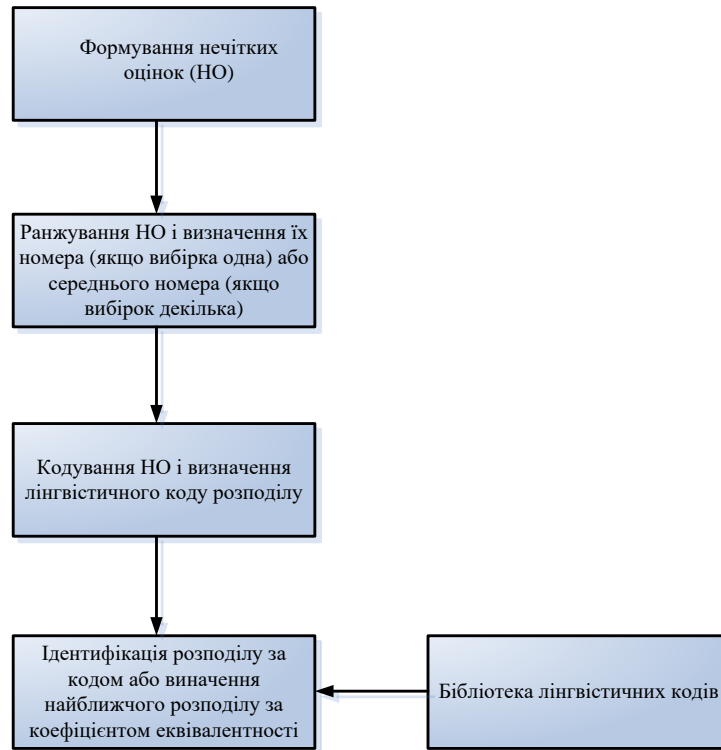 Формування нечітких
оцінок (НО)
Ранжування НО і визначення їх
номера (якщо вибірка одна) або
середнього номера (якщо
вибірок декілька)
Кодування НО і визначення
лінгвістичного коду розподілу
Ідентифікація розподілу за
кодом або виначення
найближчого розподілу за
коефіцієнтом еквівалентності
Бібліотека лінгвістичних кодів